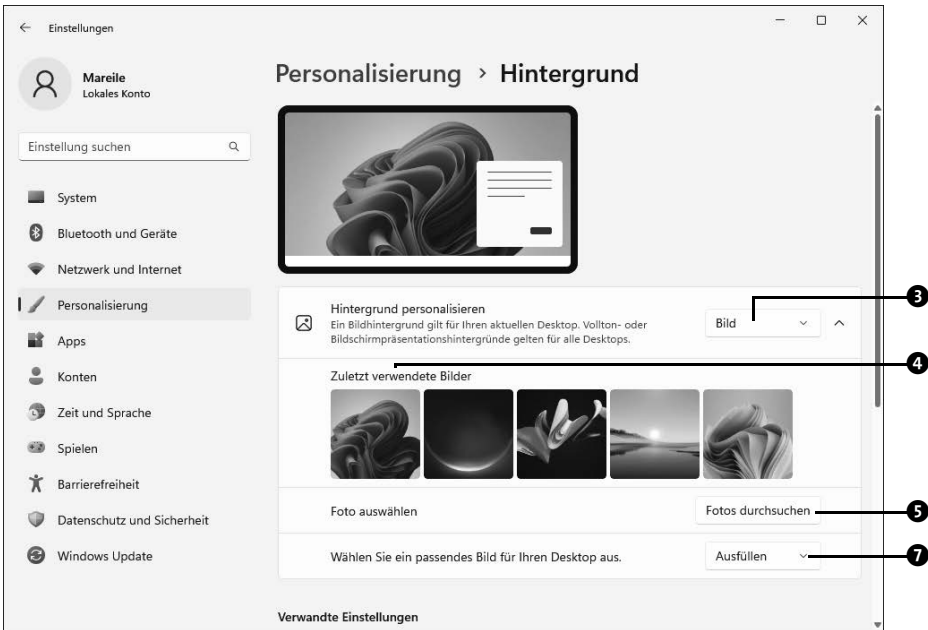 Einstellungen
Mareile
Lokales Konto
Einstellung suchen
System
Bluetooth und Geräte
Netzwerk und Internet
Personalisierung
Apps
Konten
Zeit und Sprache
Spielen
Barrierefreiheit
Datenschutz und Sicherheit
Windows Update
Personalisierung › Hintergrund
Hintergrund personalisieren
Ein Bildhintergrund gilt für Ihren aktuellen Desktop. Vollton- oder
Bildschirmpräsentationshintergründe gelten für alle Desktops.
Bild
3
Zuletzt verwendete Bilder
4
Foto auswählen
Fotos durchsuchen
5
Wählen Sie ein passendes Bild für Ihren Desktop aus.
Ausfüllen
7
Verwandte Einstellungen